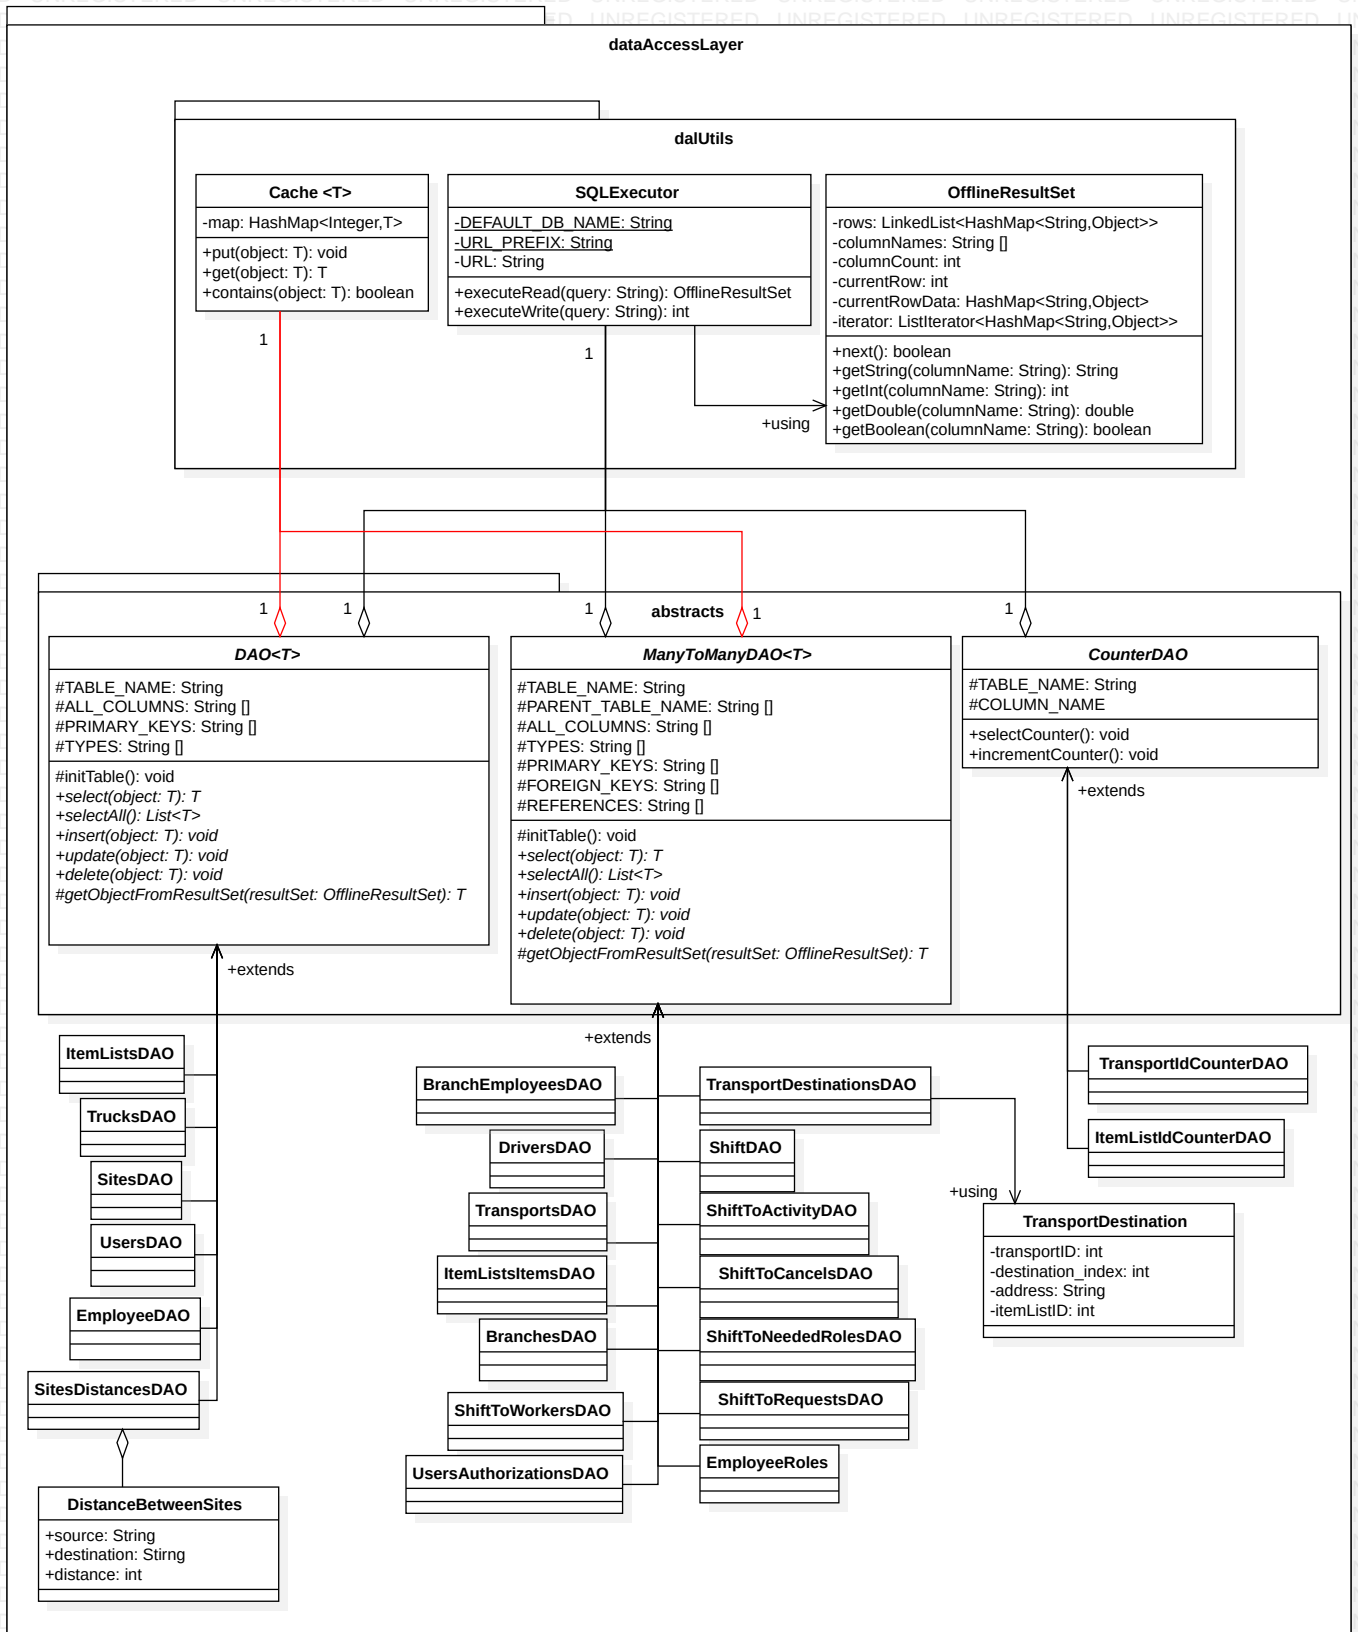 UNREGISTERED UNREGISTERED UNREGISTERED UNREGISTERED
dataAccessLayer
dalUtils
Cache <T>
-map: HashMap<Integer,T>
+put(object: T): void
+get(object: T): T
+contains(object: T): boolean
SQLExecutor
-DEFAULT_DB_NAME: String
-URL_PREFIX: String
-URL: String
+executeRead(query: String): OfflineResultSet
+executeWrite(query: String): int
OfflineResultSet
-rows: LinkedList<HashMap<String,Object>>
-columnNames: String []
-columnCount: int
-currentRow: int
-currentRowData: HashMap<String,Object>
-iterator: ListIterator<HashMap<String,Object>>
+next(): boolean
+getString(columnName: String): String
+getInt(columnName: String): int
+getDouble(columnName: String): double
+getBoolean(columnName: String): boolean
1
1
+using
abstracts
1
1
1
1
1
DAO<T>
#TABLE_NAME: String
#ALL_COLUMNS: String []
#PRIMARY_KEYS: String []
#TYPES: String []
#initTable(): void
+select(object: T): T
+selectAll(): List<T>
+insert(object: T): void
+update(object: T): void
+delete(object: T): void
#getObjectFromResultSet(resultSet: OfflineResultSet): T
ManyToManyDAO<T>
#TABLE_NAME: String
#PARENT_TABLE_NAME: String []
#ALL_COLUMNS: String []
#TYPES: String []
#PRIMARY_KEYS: String []
#FOREIGN_KEYS: String []
#REFERENCES: String []
#initTable(): void
+select(object: T): T
+selectAll(): List<T>
+insert(object: T): void
+update(object: T): void
+delete(object: T): void
#getObjectFromResultSet(resultSet: OfflineResultSet): T
CounterDAO
#TABLE_NAME: String
#COLUMN_NAME
+selectCounter(): void
+incrementCounter(): void
+extends
+extends
+extends
ItemListsDAO
TrucksDAO
SitesDAO
UsersDAO
EmployeeDAO
SitesDistancesDAO
DistanceBetweenSites
+source: String
+destination: Stirng
+distance: int
BranchEmployeesDAO
DriversDAO
TransportsDAO
ItemListsItemsDAO
BranchesDAO
ShiftToWorkersDAO
UsersAuthorizationsDAO
TransportDestinationsDAO
ShiftDAO
ShiftToActivityDAO
ShiftToCancelsDAO
ShiftToNeededRolesDAO
ShiftToRequestsDAO
EmployeeRoles
TransportIdCounterDAO
ItemListIdCounterDAO
+using
TransportDestination
-transportID: int
-destination_index: int
-address: String
-itemListID: int